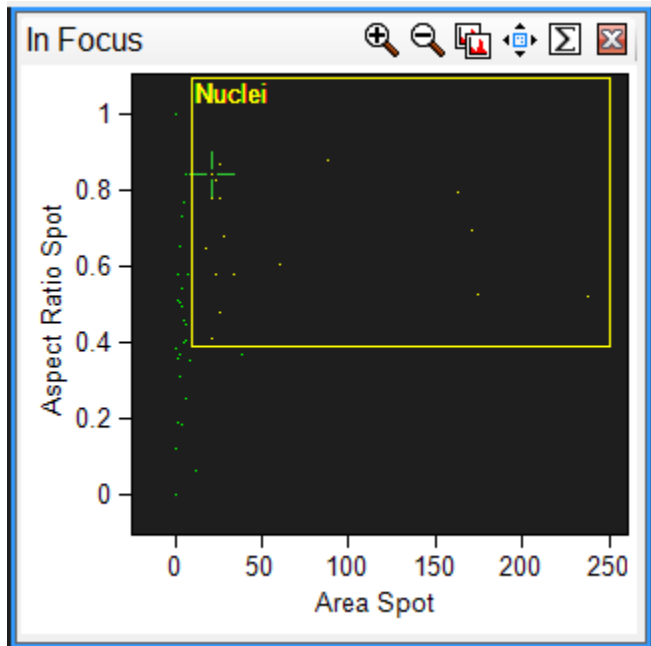 In Focus
Σ
Nuclei
1
0.8
0.6
0.4
0.2
0
Aspect Ratio Spot
0 50 100 150 200 250
Area Spot